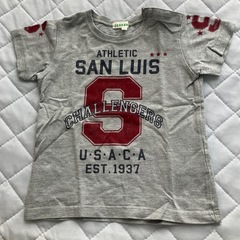 ATHLETIC
SAN LUIS
S
CHALLENGERS
U·S·A·C·A
EST.1937